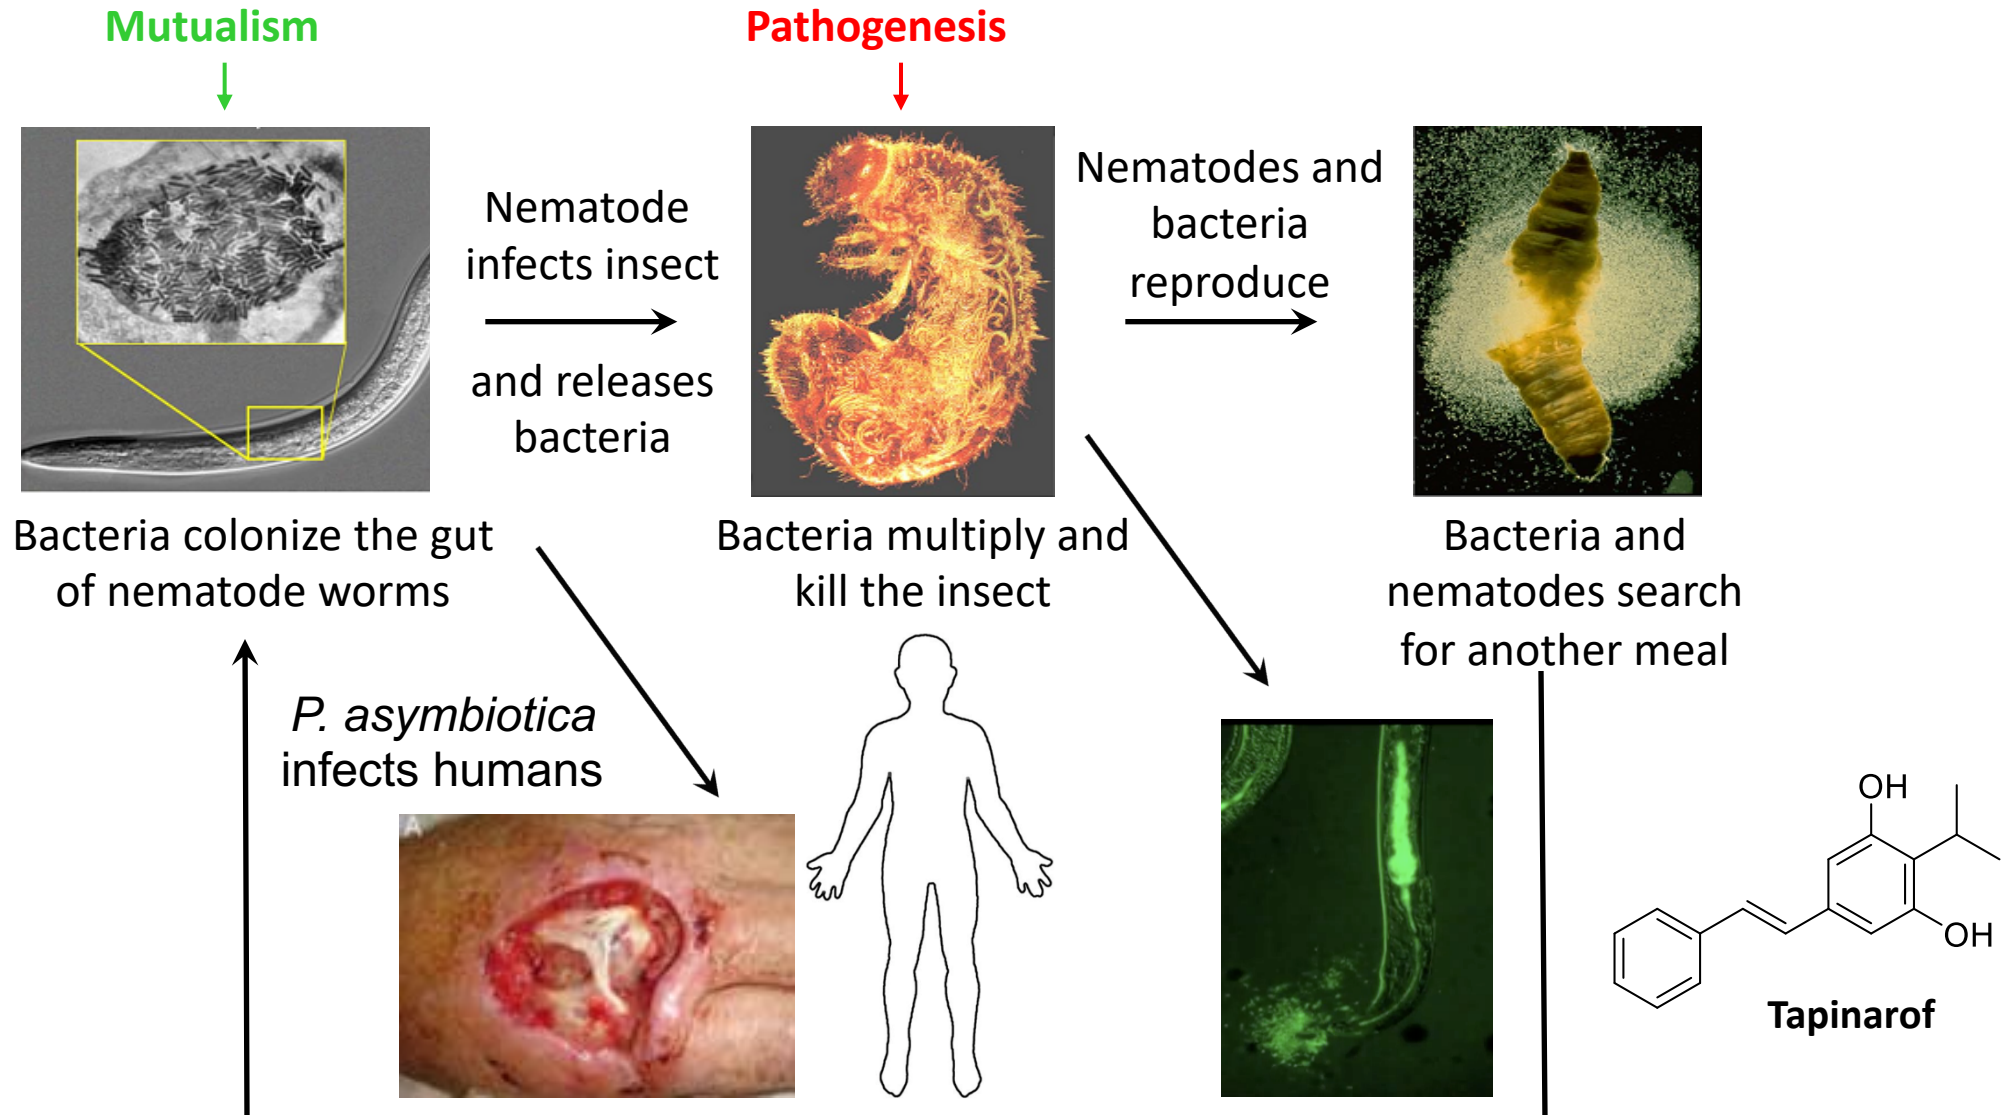 Mutualism
Pathogenesis
Nematode
infects insect
and releases
bacteria
Nematodes and
bacteria
reproduce
Bacteria colonize the gut
of nematode worms
Bacteria multiply and
kill the insect
Bacteria and
nematodes search
for another meal
P. asymbiotica
infects humans
A
OH
OH
Tapinarof